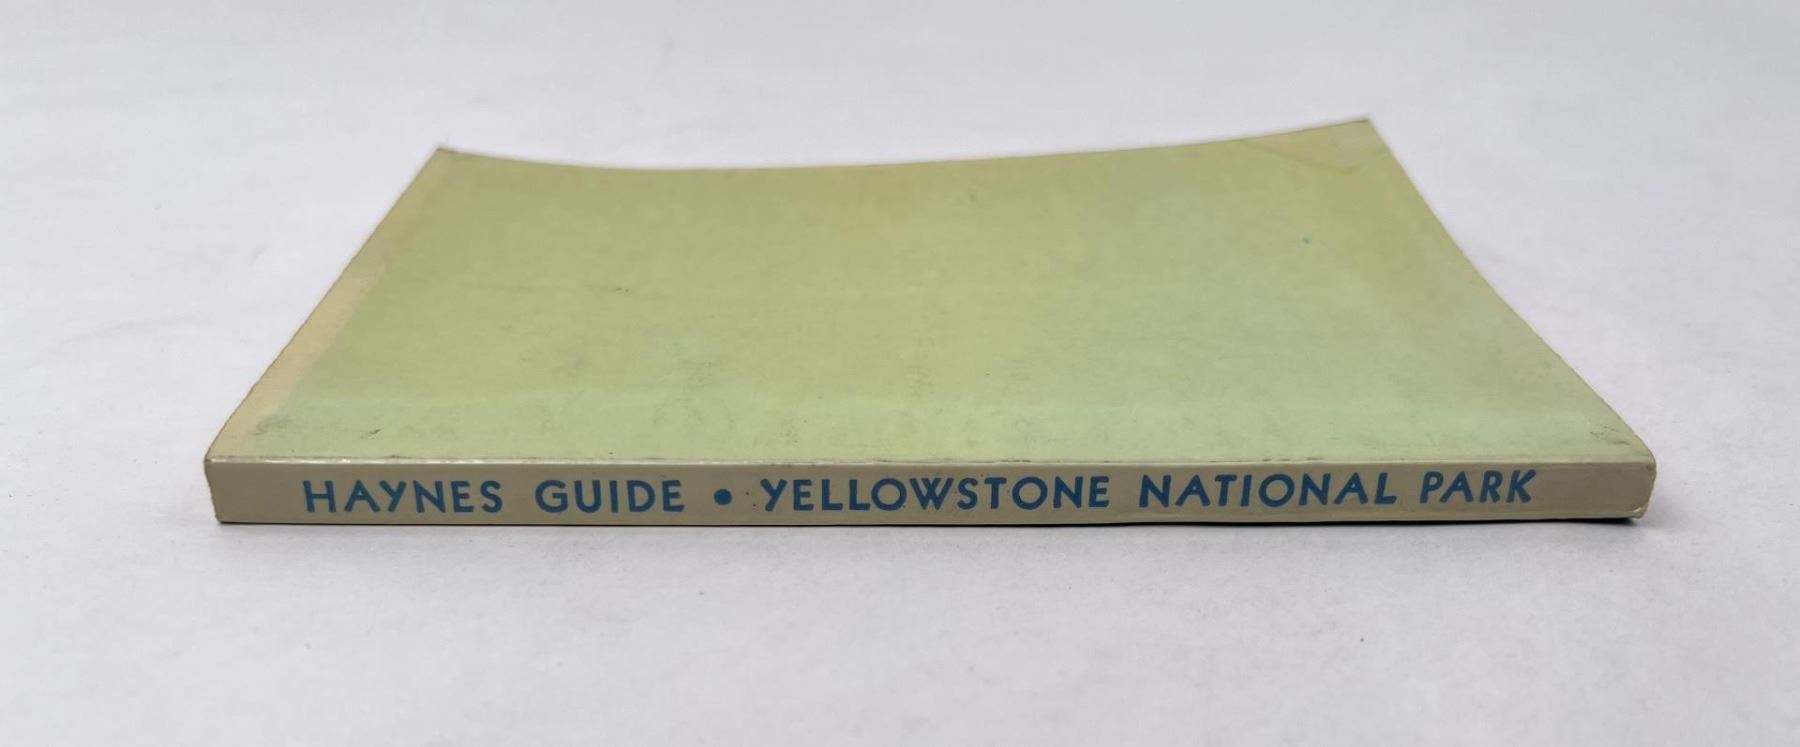 HAYNES GUIDE • YELLOWSTONE NATIONAL PARK